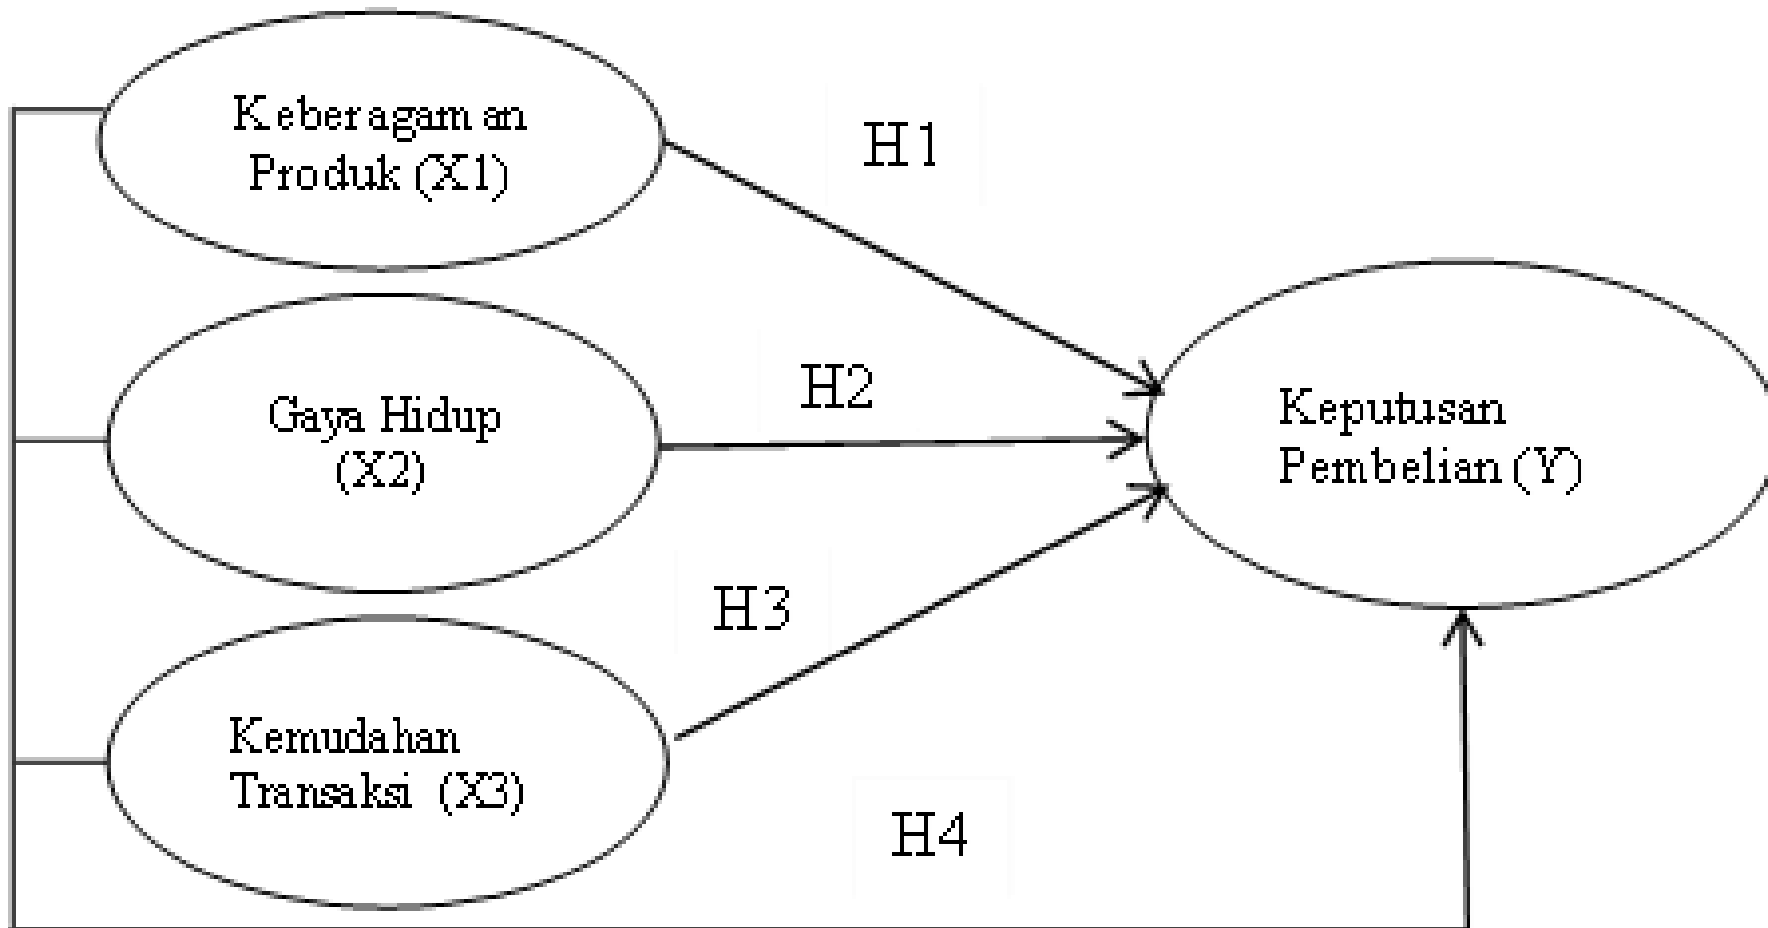 Keberagaman
Produk (X1)
H1
Gaya Hidup
(X2)
H2
Keputusan
Pembelian (Y)
H3
Kemudahan
Transaksi (X3)
H4